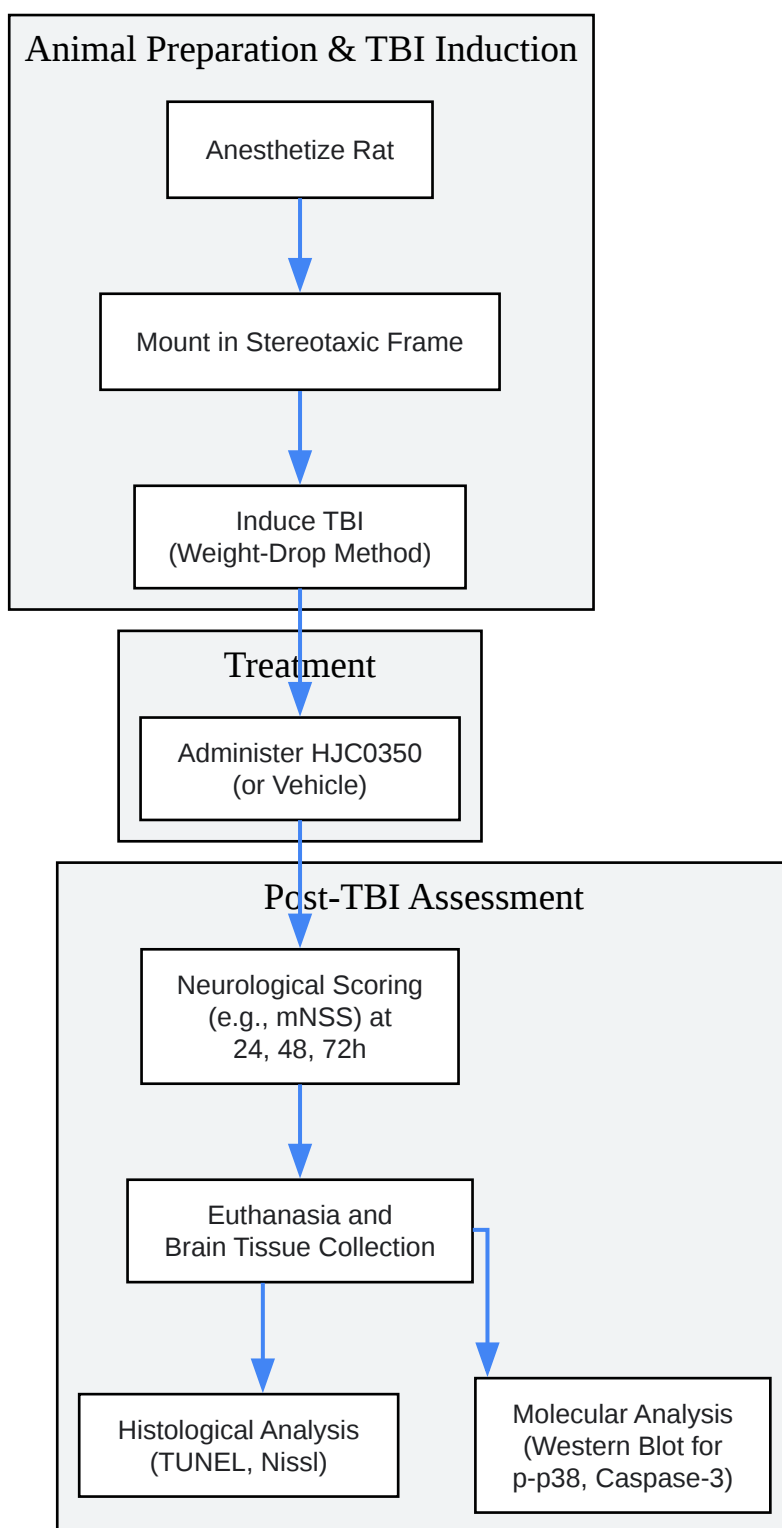 Animal Preparation & TBI Induction
Anesthetize Rat
Mount in Stereotaxic Frame
Induce TBI
(Weight-Drop Method)
Treatment
Administer HJC0350
(or Vehicle)
Post-TBI Assessment
Neurological Scoring
(e.g., mNSS) at
24, 48, 72h
Euthanasia and
Brain Tissue Collection
Histological Analysis
(TUNEL, Nissl)
Molecular Analysis
(Western Blot for
p-p38, Caspase-3)